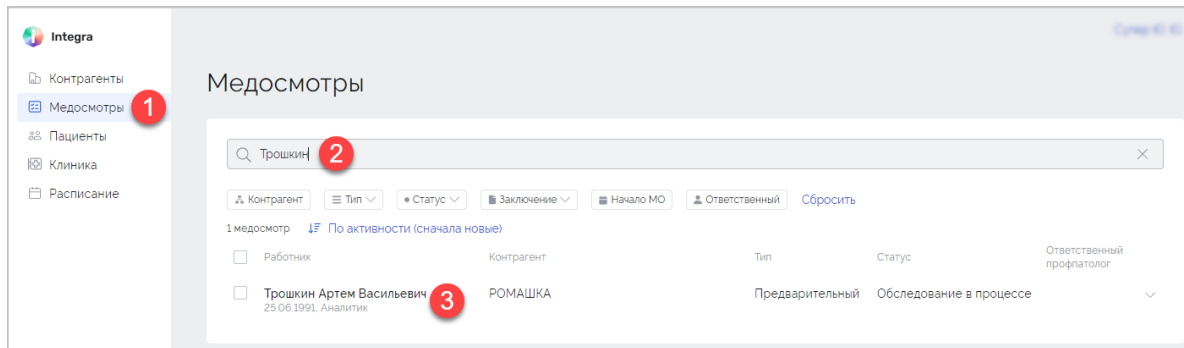 Integra
Контрагенты
Медосмотры 1
Пациенты
Клиника
Расписание
Медосмотры
Трошкин 2
Контрагент Тип Статус Заключение Начало МО Ответственный Сбросить
1 медосмотр По активности (сначала новые)
Работник Контрагент Тип Статус Ответственный профпатолог
Трошкин Артем Васильевич 3 РОМАШКА Предварительный Обследование в процессе
25.06.1991, Аналитик